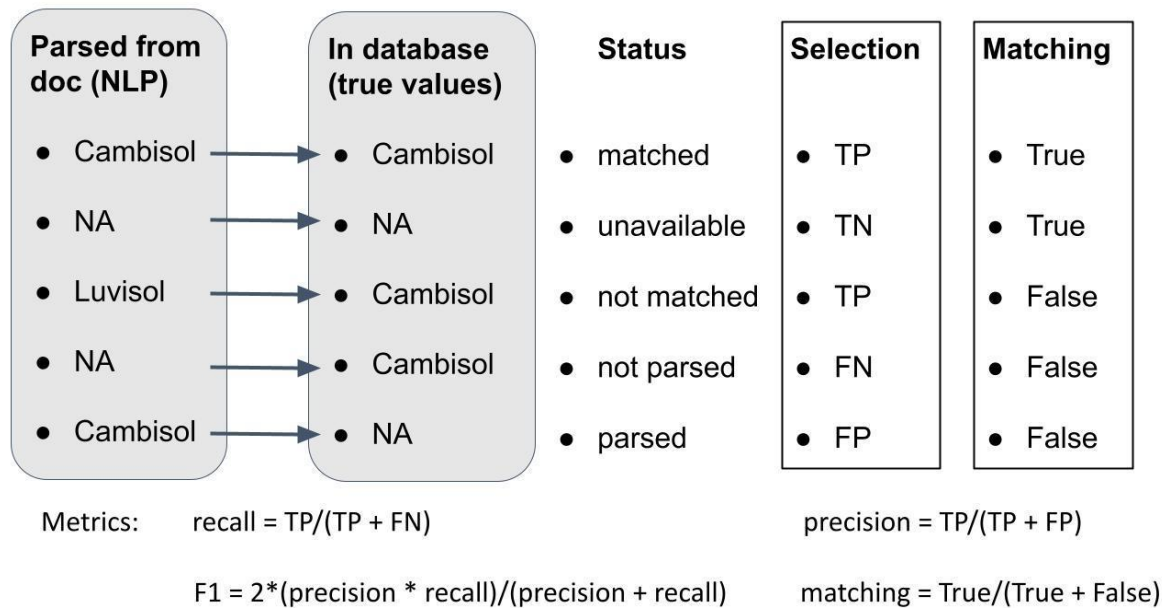 Parsed from doc (NLP)
In database (true values)
Status
Selection
Matching
• Cambisol
• Cambisol
• matched
• TP
• True
• NA
• NA
• unavailable
• TN
• True
• Luvisol
• Cambisol
• not matched
• TP
• False
• NA
• Cambisol
• not parsed
• FN
• False
• Cambisol
• NA
• parsed
• FP
• False
Metrics: recall = TP/(TP + FN) precision = TP/(TP + FP)
F1 = 2*(precision * recall)/(precision + recall) matching = True/(True + False)